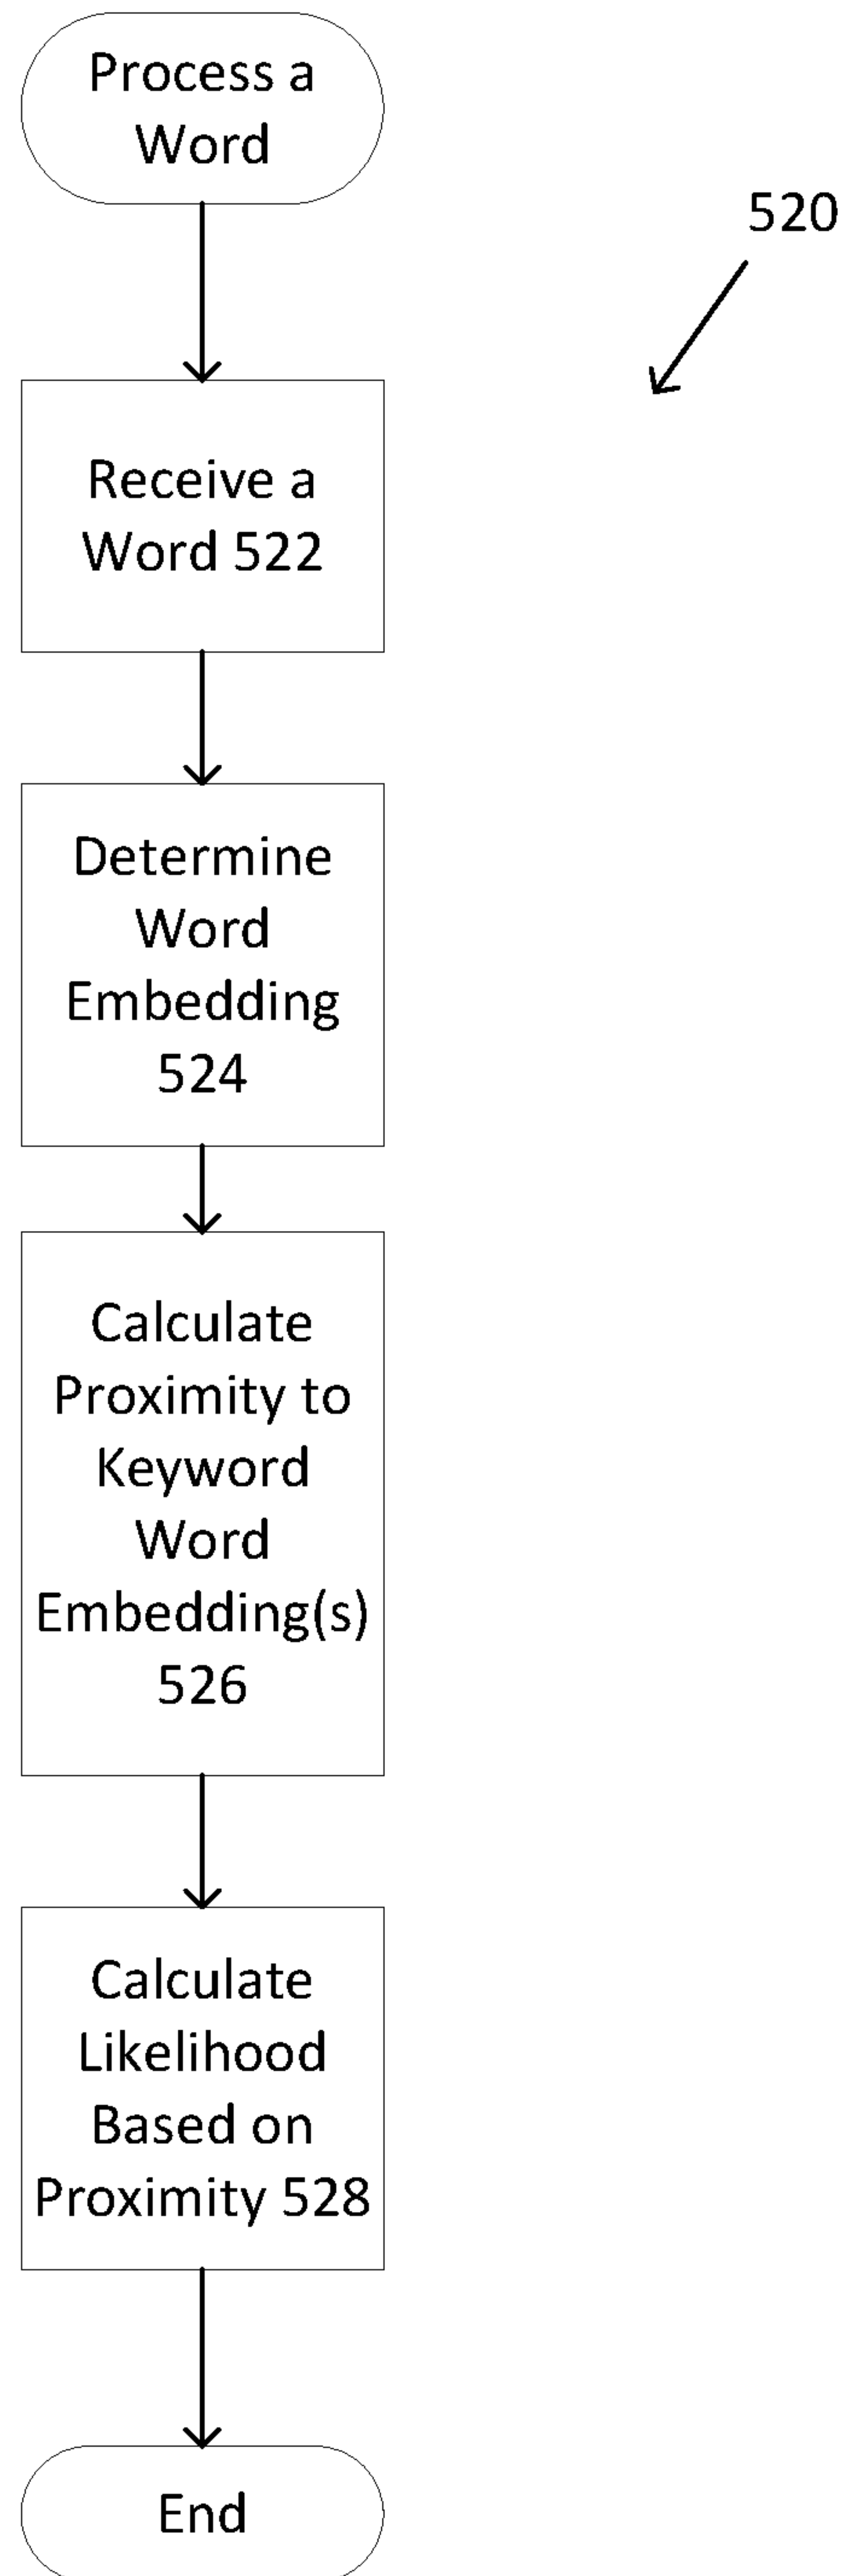 Process a
Word
520
Receive a
Word 522
Determine
Word
Embedding
524
Calculate
Proximity to
Keyword
Word
Embedding(s)
526
Calculate
Likelihood
Based on
Proximity 528
End